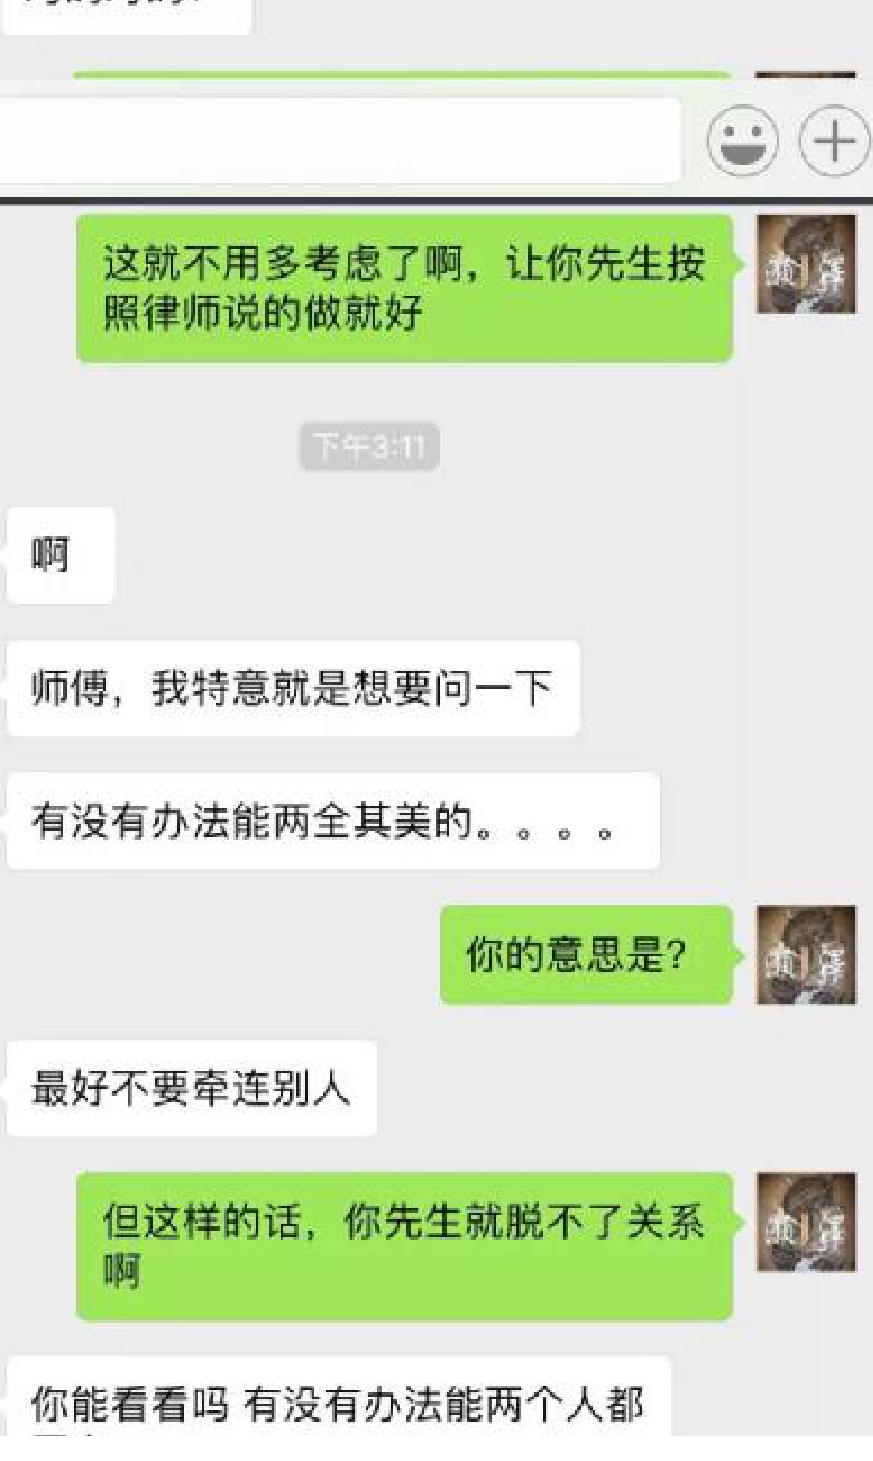 这就不用多考虑了啊，让你先生按
照律师说的做就好
下午3:11
啊
师傅，我特意就是想要问一下
有没有办法能两全其美的。。。。
你的意思是？
最好不要牵连别人
但这样的话，你先生就脱不了关系
啊
你能看看吗 有没有办法能两个人都